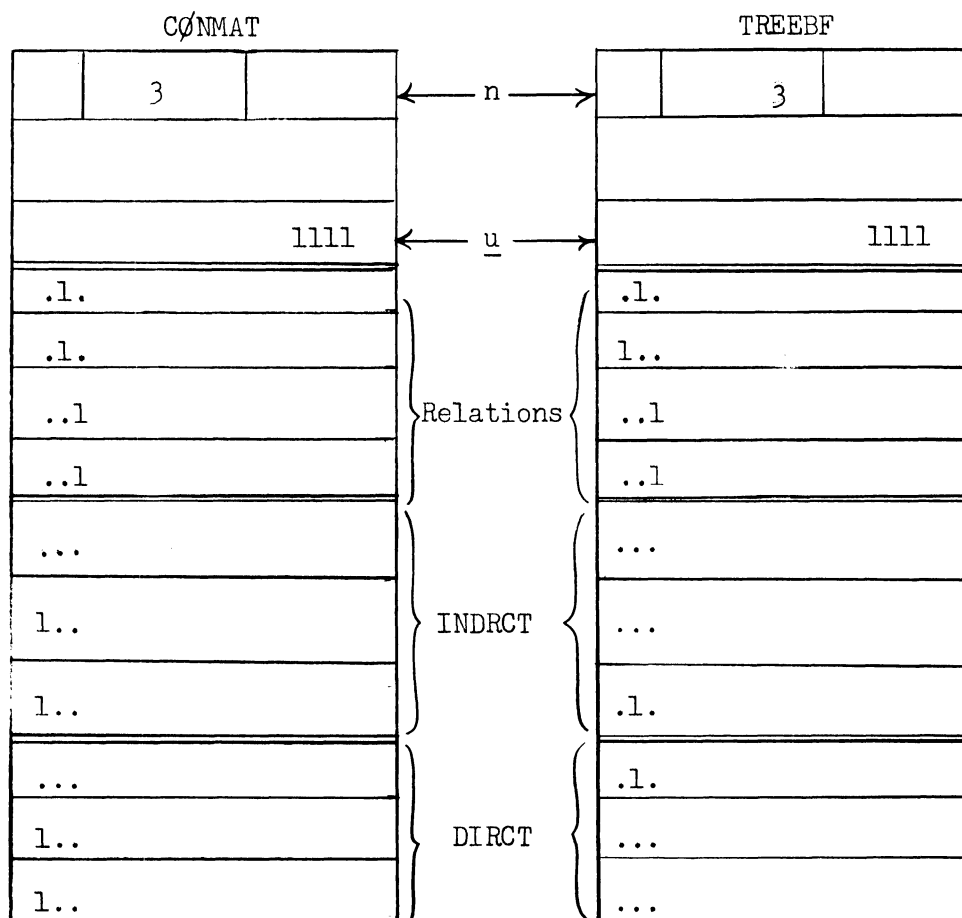 CØNMAT TREEBF
3 n 3
1111 u 1111
.1. .1.
.1. 1..
..1 Relations ..1
..1 ..1
... ...
1.. INDRCT ...
1.. .1.
... .1.
1.. DIRCT ...
1.. ...